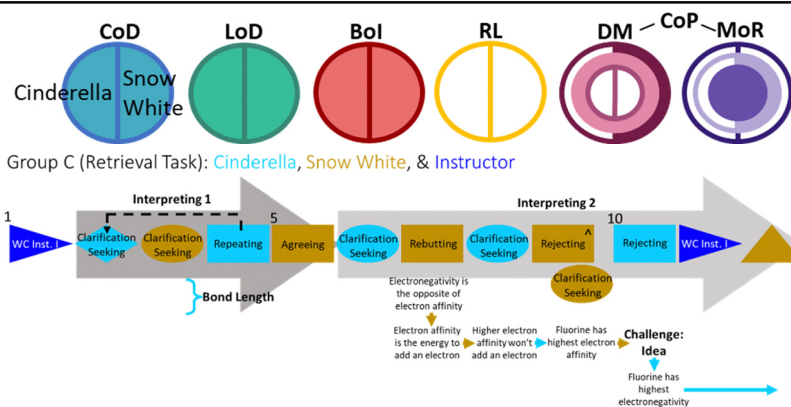 CoD LoD BoI RL DM CoP MoR
Cinderella Snow
White
Group C (Retrieval Task): Cinderella, Snow White, & Instructor
Interpreting 1 Interpreting 2
1 5 10
WC Inst. I
Clarification
Seeking
Clarification
Seeking
Repeating
Agreeing
Clarification
Seeking
Rebutting
Clarification
Seeking
Rejecting ^
Clarification
Seeking
Rejecting
WC Inst. I
Bond Length
Electronegativity is
the opposite of
electron affinity
Electron affinity
is the energy to
add an electron
Higher electron
affinity won't
add an electron
Fluorine has
highest electron
affinity
Challenge:
Idea
Fluorine has
highest
electronegativity